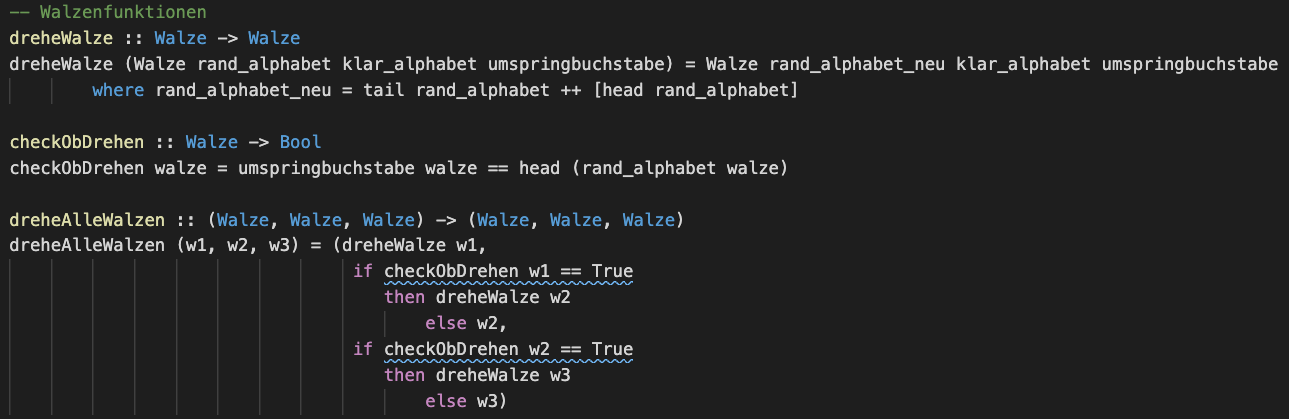 -- Walzenfunktionen
dreheWalze :: Walze -> Walze
dreheWalze (Walze rand_alphabet klar_alphabet umspringbuchstabe) = Walze rand_alphabet_neu klar_alphabet umspringbuchstabe
        where rand_alphabet_neu = tail rand_alphabet ++ [head rand_alphabet]

checkObDrehen :: Walze -> Bool
checkObDrehen walze = umspringbuchstabe walze == head (rand_alphabet walze)

dreheAlleWalzen :: (Walze, Walze, Walze) -> (Walze, Walze, Walze)
dreheAlleWalzen (w1, w2, w3) = (dreheWalze w1,
                                 if checkObDrehen w1 == True
                                    then dreheWalze w2
                                        else w2,
                                 if checkObDrehen w2 == True
                                    then dreheWalze w3
                                        else w3)